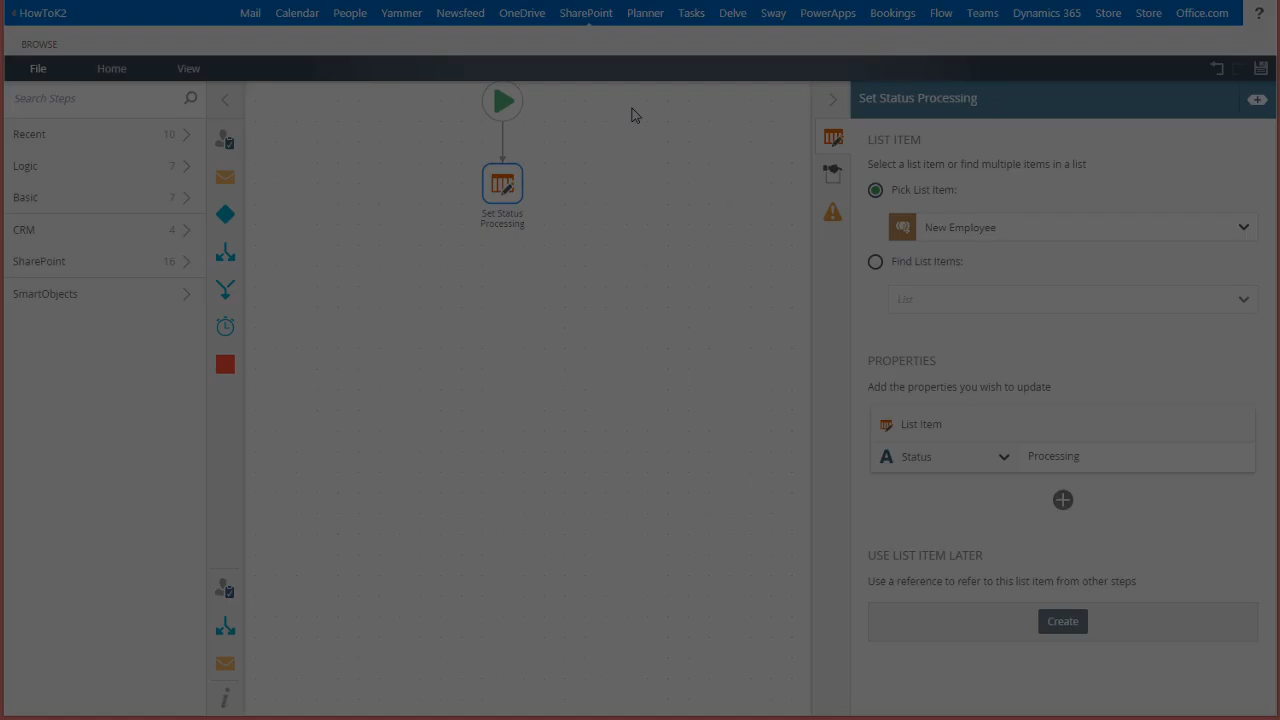 HowToK2
Mail Calendar People Yammer Newsfeed OneDrive SharePoint Planner Tasks Delve Sway PowerApps Bookings Flow Teams Dynamics 365 Store Store Office.com ?
BROWSE
File Home View
Search Steps
Recent 10
Logic 7
Basic 7
CRM 4
SharePoint 16
SmartObjects
Set Status
Processing
Set Status Processing
LIST ITEM
Select a list item or find multiple items in a list
Pick List Item:
New Employee
Find List Items:
List
PROPERTIES
Add the properties you wish to update
List Item
A Status Processing
USE LIST ITEM LATER
Use a reference to refer to this list item from other steps
Create